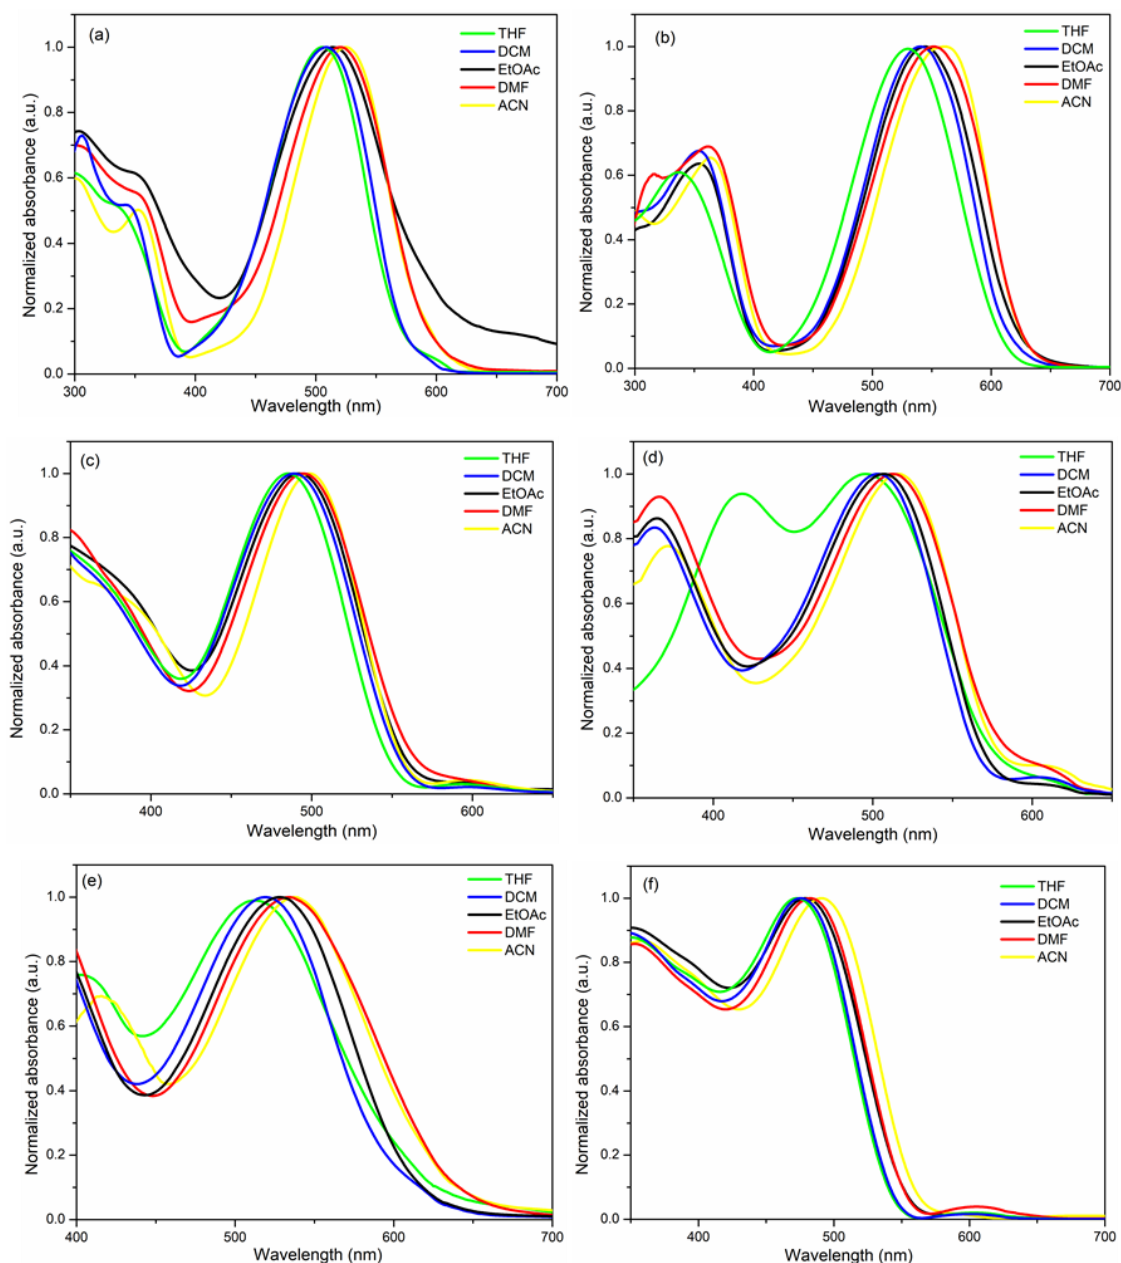 (a)
THF
DCM
EtOAc
DMF
ACN
Normalized absorbance (a.u.)
1.0
0.8
0.6
0.4
0.2
0.0
300 400 500 600 700
Wavelength (nm)
(b)
THF
DCM
EtOAc
DMF
ACN
Normalized absorbance (a.u.)
1.0
0.8
0.6
0.4
0.2
0.0
300 400 500 600 700
Wavelength (nm)
(c)
THF
DCM
EtOAc
DMF
ACN
Normalized absorbance (a.u.)
1.0
0.8
0.6
0.4
0.2
0.0
400 500 600
Wavelength (nm)
(d)
THF
DCM
EtOAc
DMF
ACN
Normalized absorbance (a.u.)
1.0
0.8
0.6
0.4
0.2
0.0
400 500 600
Wavelength (nm)
(e)
THF
DCM
EtOAc
DMF
ACN
Normalized absorbance (a.u.)
1.0
0.8
0.6
0.4
0.2
0.0
400 500 600 700
Wavelength (nm)
(f)
THF
DCM
EtOAc
DMF
ACN
Normalized absorbance (a.u.)
1.0
0.8
0.6
0.4
0.2
0.0
400 500 600 700
Wavelength (nm)